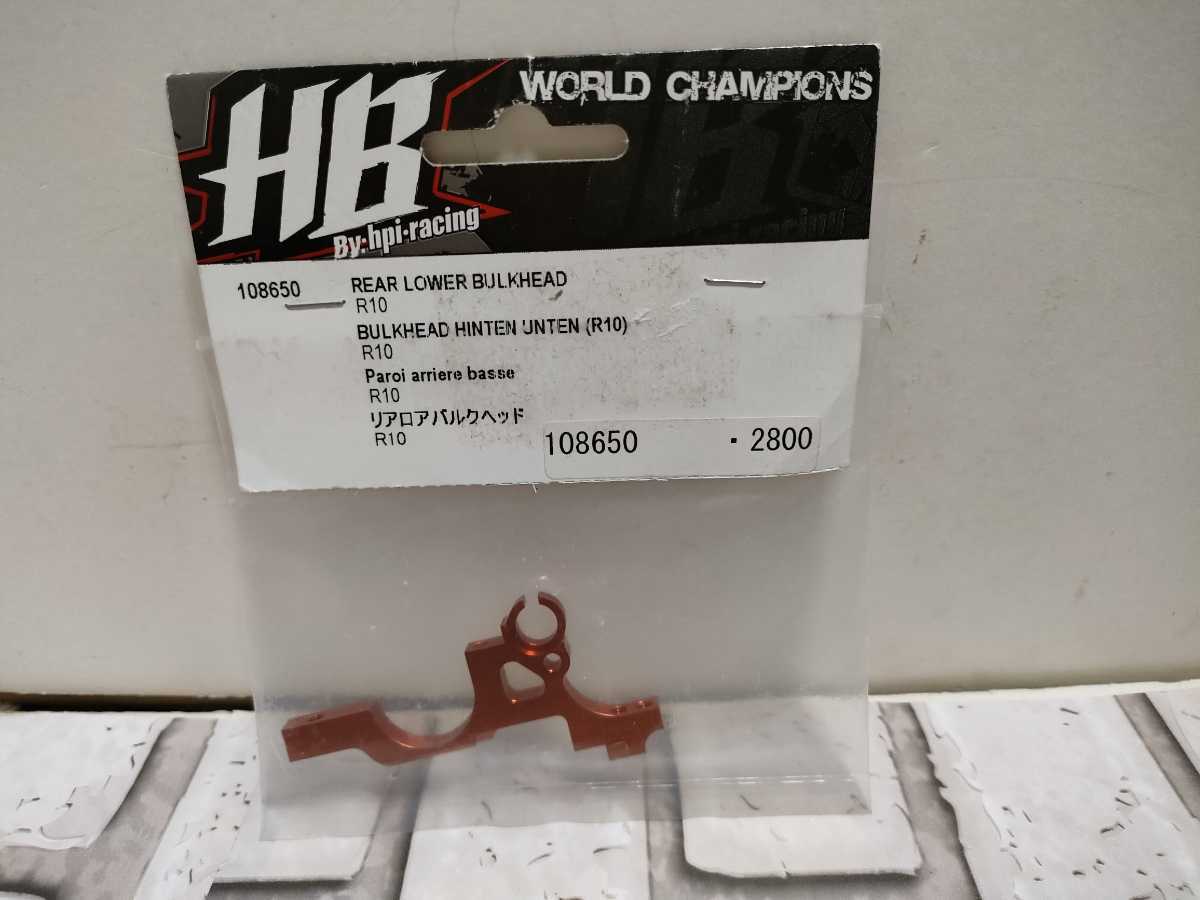 HB
WORLD CHAMPIONS
By:hpi·racing
108650 REAR LOWER BULKHEAD
R10
BULKHEAD HINTEN UNTEN (R10)
R10
Paroi arriere basse
R10
リアロアバルクヘッド
R10
108650 ・ 2800